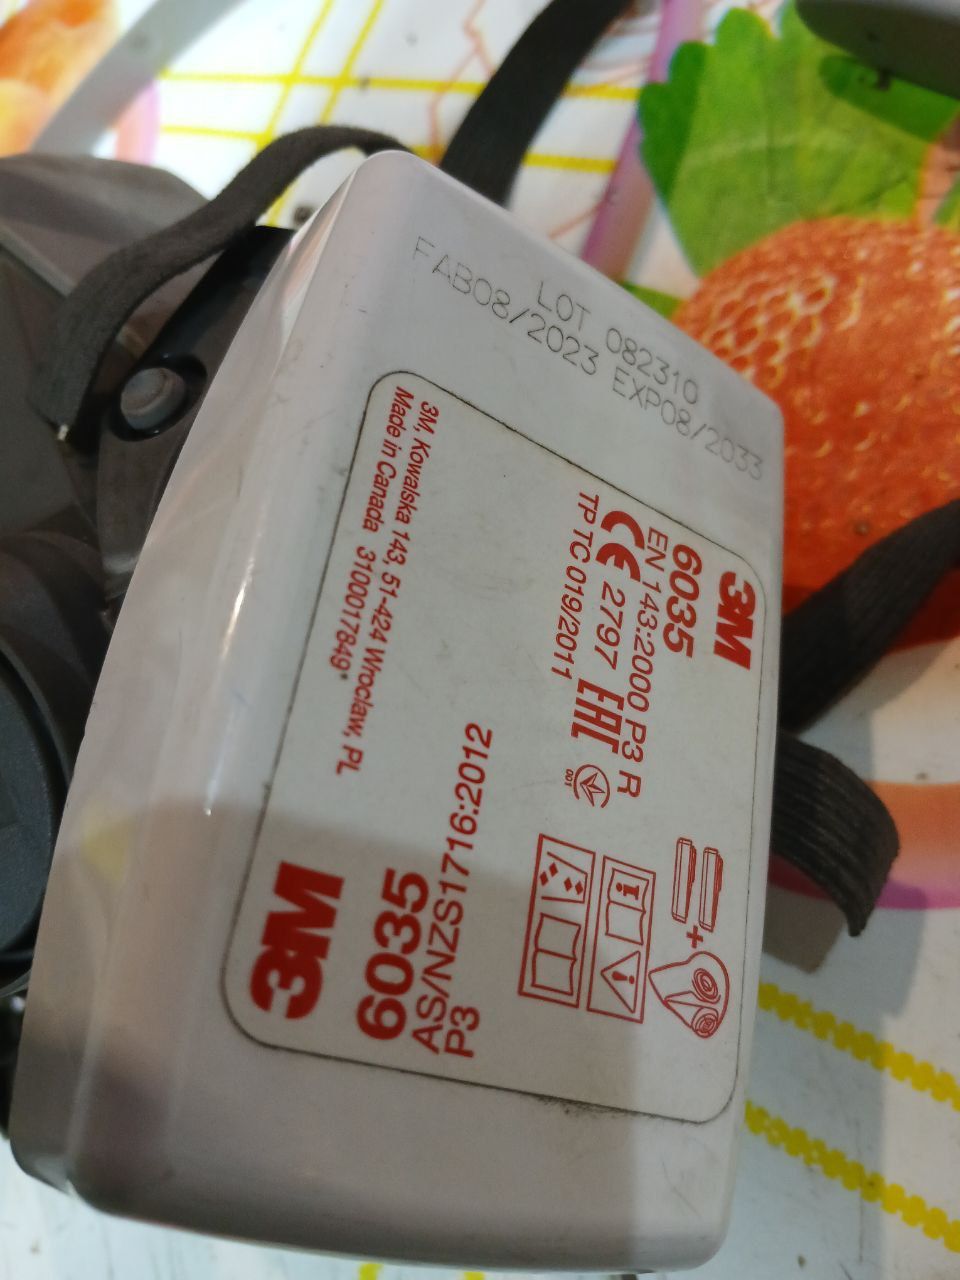 LOT 082310
FAB08/2023 EXP08/2033
3M
6035
EN 143:2000 P3 R
CE 2797 EAC
TP TC 019/2011
001
3M, Kowalska 143, 51-424 Wroclaw, PL
Made in Canada 3100017849*
3M
6035
AS/NZS1716:2012
P3